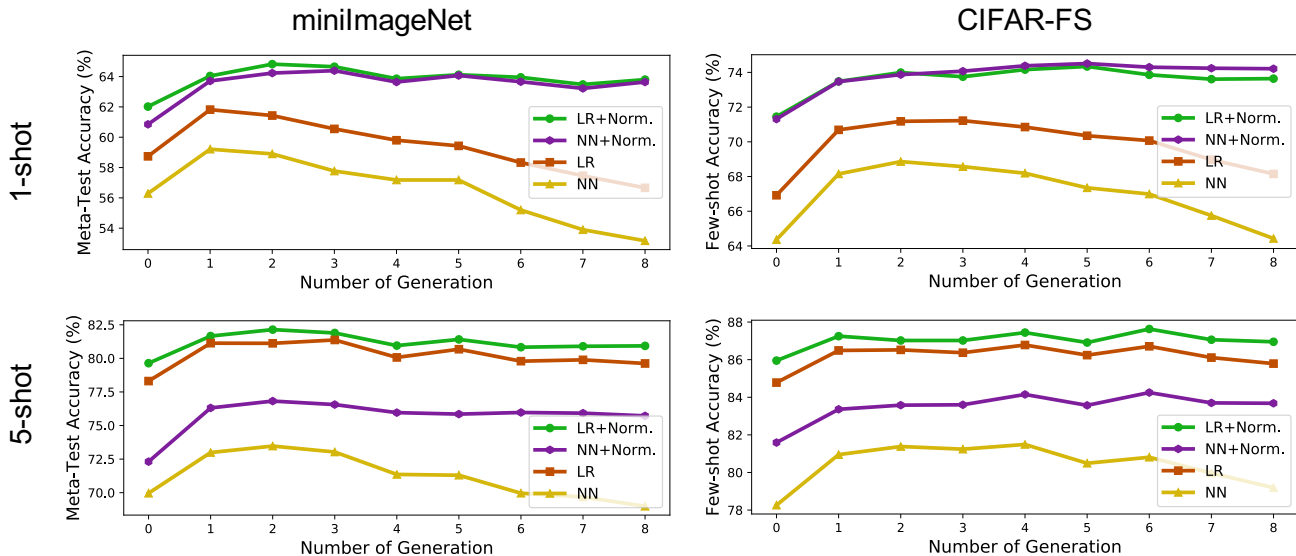 miniImageNet
CIFAR-FS
1-shot
Meta-Test Accuracy (%)
64
62
60
58
56
54
0 1 2 3 4 5 6 7 8
Number of Generation
LR+Norm.
NN+Norm.
LR
NN
Few-shot Accuracy (%)
74
72
70
68
66
64
0 1 2 3 4 5 6 7 8
Number of Generation
LR+Norm.
NN+Norm.
LR
NN
5-shot
Meta-Test Accuracy (%)
82.5
80.0
77.5
75.0
72.5
70.0
0 1 2 3 4 5 6 7 8
Number of Generation
LR+Norm.
NN+Norm.
LR
NN
Few-shot Accuracy (%)
88
86
84
82
80
78
0 1 2 3 4 5 6 7 8
Number of Generation
LR+Norm.
NN+Norm.
LR
NN